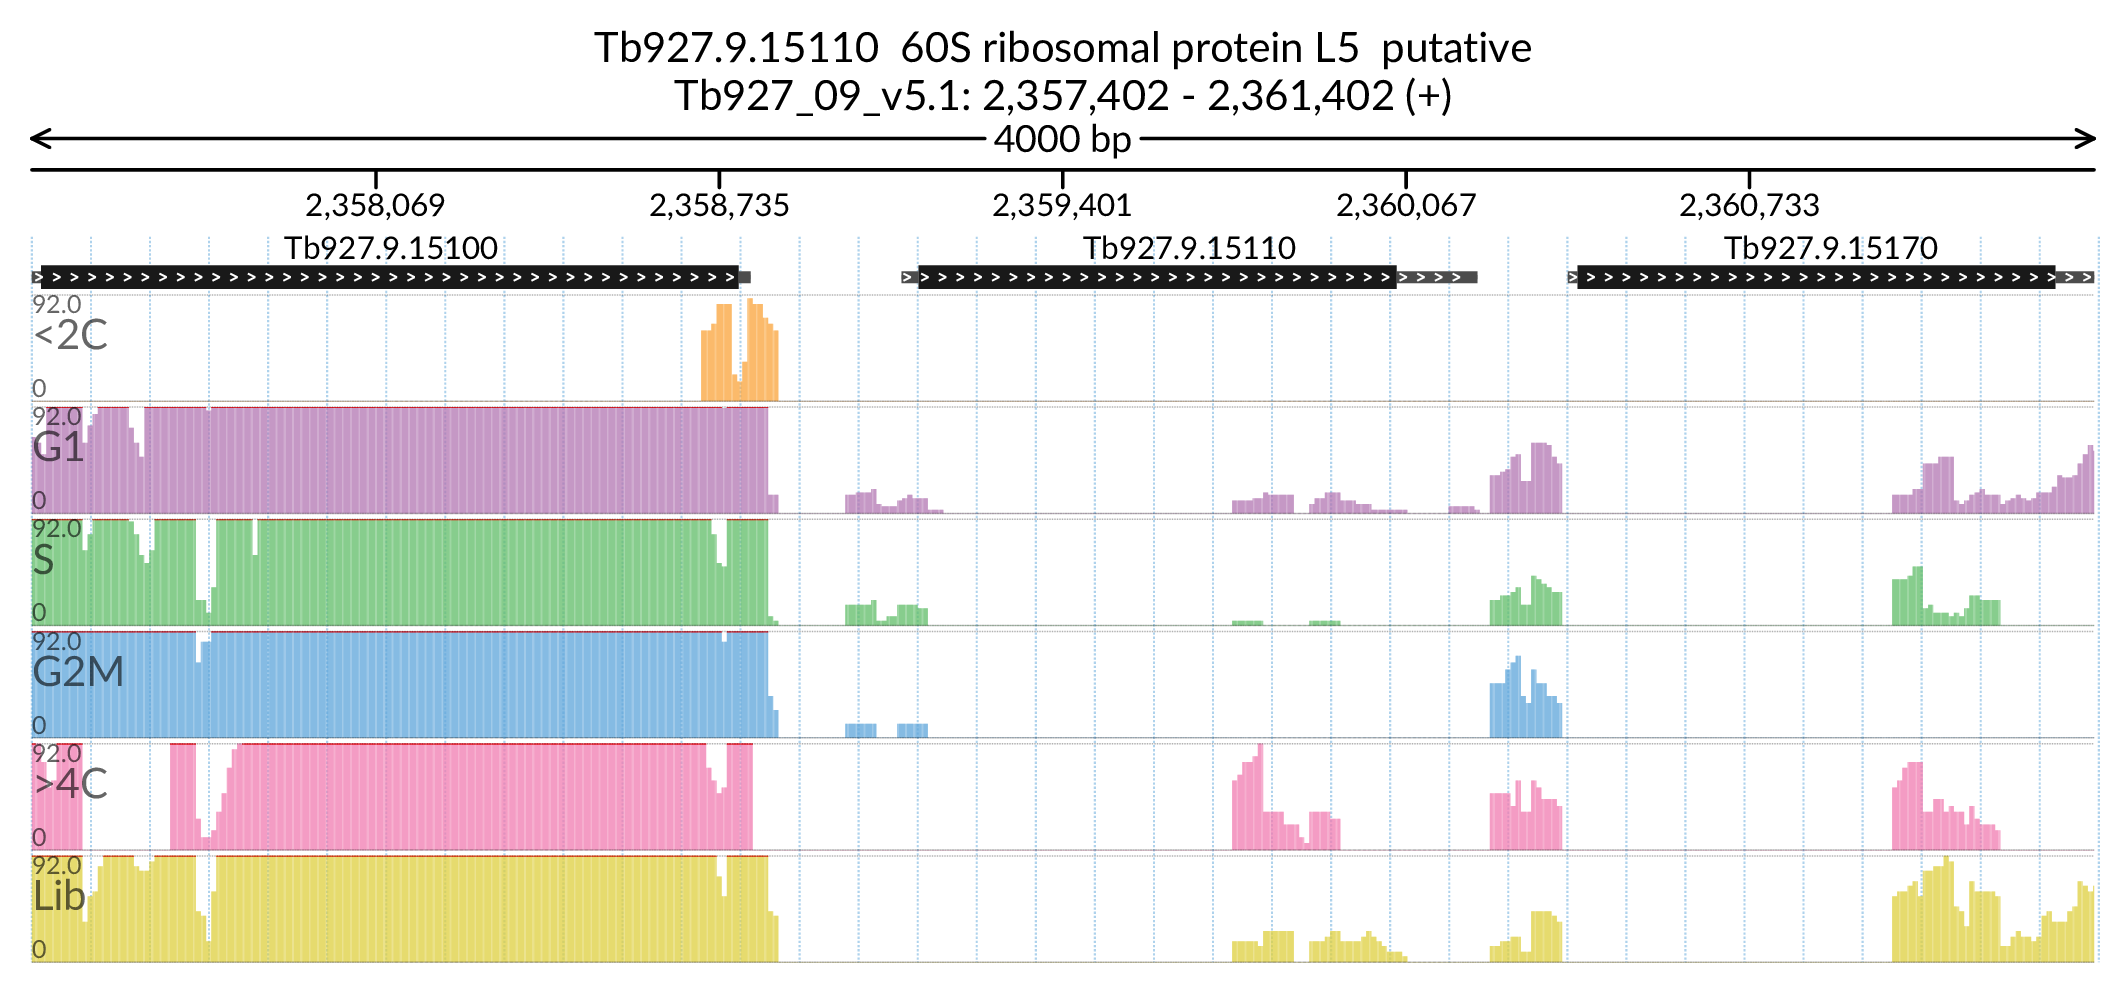 Tb927.9.15110  60S ribosomal protein L5  putative
Tb927_09_v5.1: 2,357,402 - 2,361,402 (+)
4000 bp
2,358,069 2,358,735 2,359,401 2,360,067 2,360,733
Tb927.9.15100 Tb927.9.15110 Tb927.9.15170
92.0
<2C
0
92.0
G1
0
92.0
S
0
92.0
G2M
0
92.0
>4C
0
92.0
Lib
0